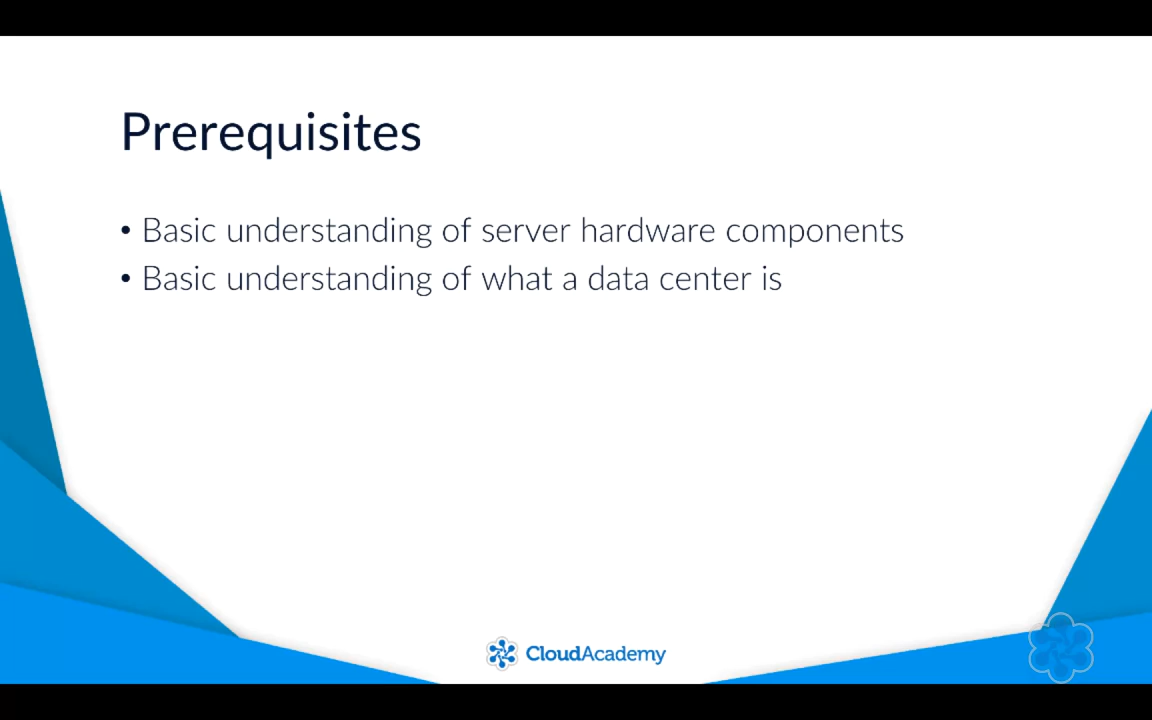 Prerequisites
• Basic understanding of server hardware components
• Basic understanding of what a data center is
CloudAcademy